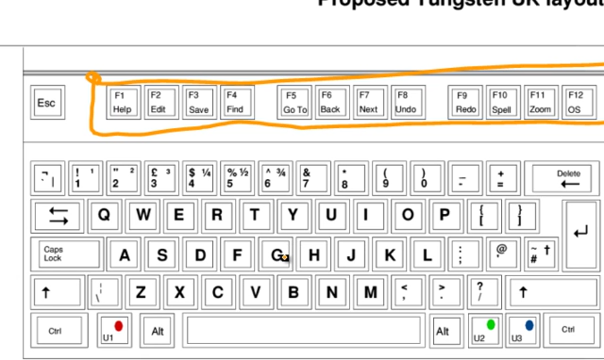 Proposed Tungsten UK layout
Esc F1 Help F2 Edit F3 Save F4 Find F5 Go To F6 Back F7 Next F8 Undo F9 Redo F10 Spell F11 Zoom F12 OS
¬ ¦ | ! ¹ 1 " ² 2 £ ³ 3 $ ¼ 4 % ½ 5 ^ ¾ 6 & 7 * 8 ( 9 ) 0 _ - + = Delete ←
Q W E R T Y U I O P { [ } ]
Caps Lock A S D F G H J K L : ; @ ' ~ † # ↵
↑ ¦ \ Z X C V B N M < , > . ? / ↑
Ctrl U1 Alt Alt U2 U3 Ctrl